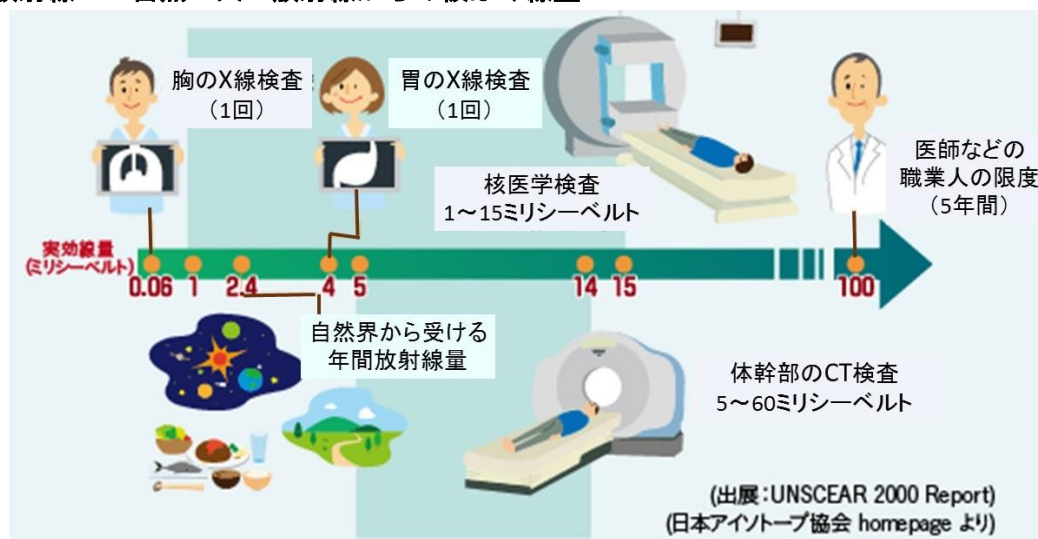 胸のX線検査
（1回）
胃のX線検査
（1回）
核医学検査
1～15ミリシーベルト
医師などの
職業人の限度
（5年間）
実効線量
(ミリシーベルト)
0.06 1 2.4 4 5 14 15 100
自然界から受ける
年間放射線量
体幹部のCT検査
5～60ミリシーベルト
(出展：UNSCEAR 2000 Report)
(日本アイソトープ協会 homepage より)